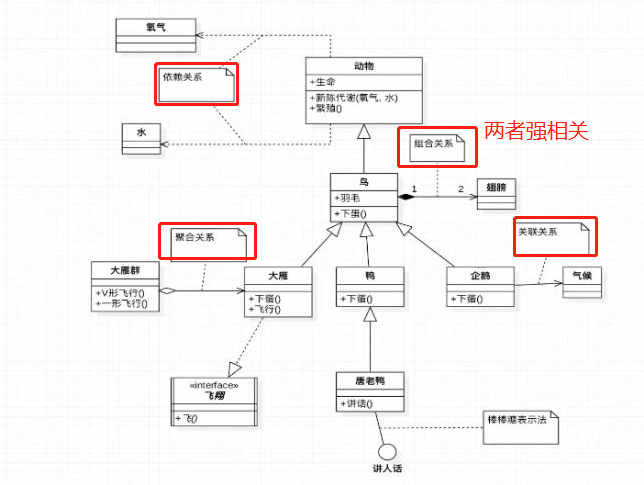 氧气
动物
依赖关系
+生命
+新陈代谢(氧气, 水)
+繁殖()
水
组合关系
两者强相关
鸟
+羽毛
+下蛋()
1
2
翅膀
聚合关系
关联关系
大雁群
+V形飞行()
+一形飞行()
大雁
+下蛋()
+飞行()
鸭
+下蛋()
企鹅
+下蛋()
气候
«interface»
飞翔
+飞()
唐老鸭
+讲话()
棒棒糖表示法
讲人话